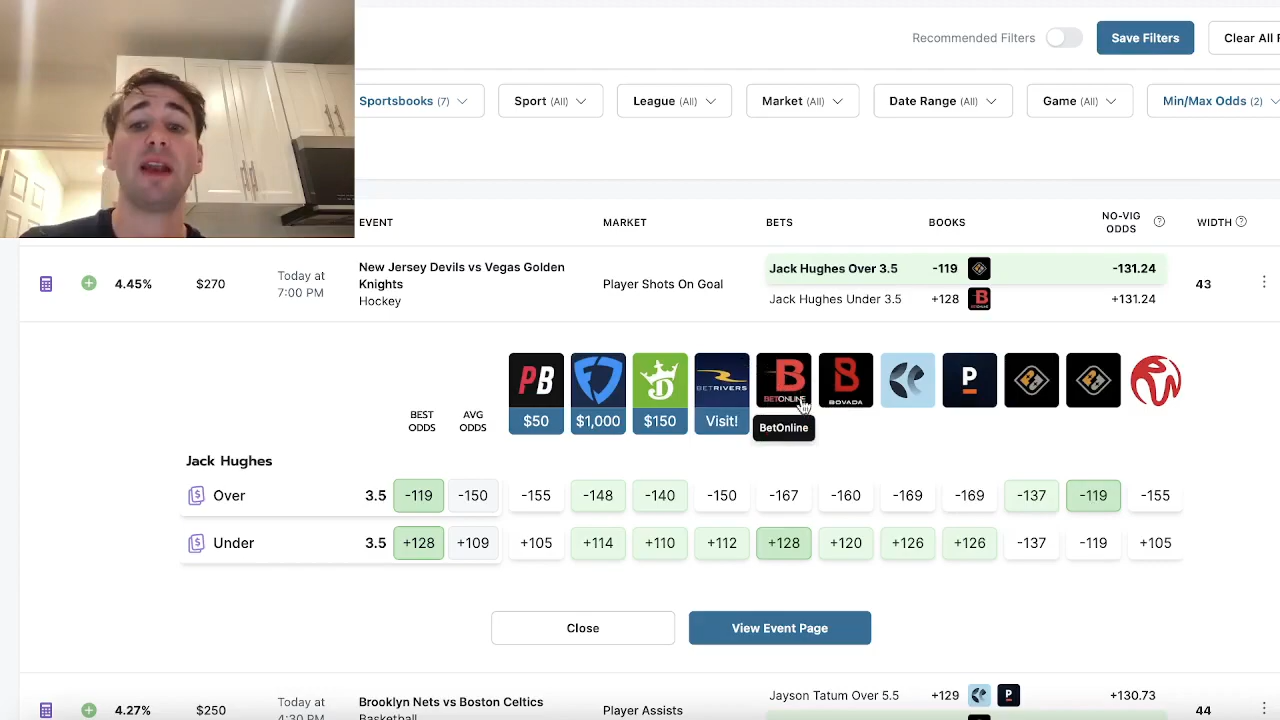 Recommended Filters
Save Filters
Clear All F
Sportsbooks (7)
Sport (All)
League (All)
Market (All)
Date Range (All)
Game (All)
Min/Max Odds (2)
EVENT
MARKET
BETS
BOOKS
NO-VIG
ODDS
WIDTH
4.45%
$270
Today at
7:00 PM
New Jersey Devils vs Vegas Golden
Knights
Hockey
Player Shots On Goal
Jack Hughes Over 3.5
-119
-131.24
Jack Hughes Under 3.5
+128
+131.24
43
BEST
ODDS
AVG
ODDS
PB
$50
$1,000
$150
BETRIVERS
Visit!
B
BETONLINE
BOVADA
P
BetOnline
Jack Hughes
Over 3.5 -119 -150 -155 -148 -140 -150 -167 -160 -169 -169 -137 -119 -155
Under 3.5 +128 +109 +105 +114 +110 +112 +128 +120 +126 +126 -137 -119 +105
Close
View Event Page
4.27%
$250
Today at
4:30 PM
Brooklyn Nets vs Boston Celtics
Basketball
Player Assists
Jayson Tatum Over 5.5
+129
P
+130.73
44